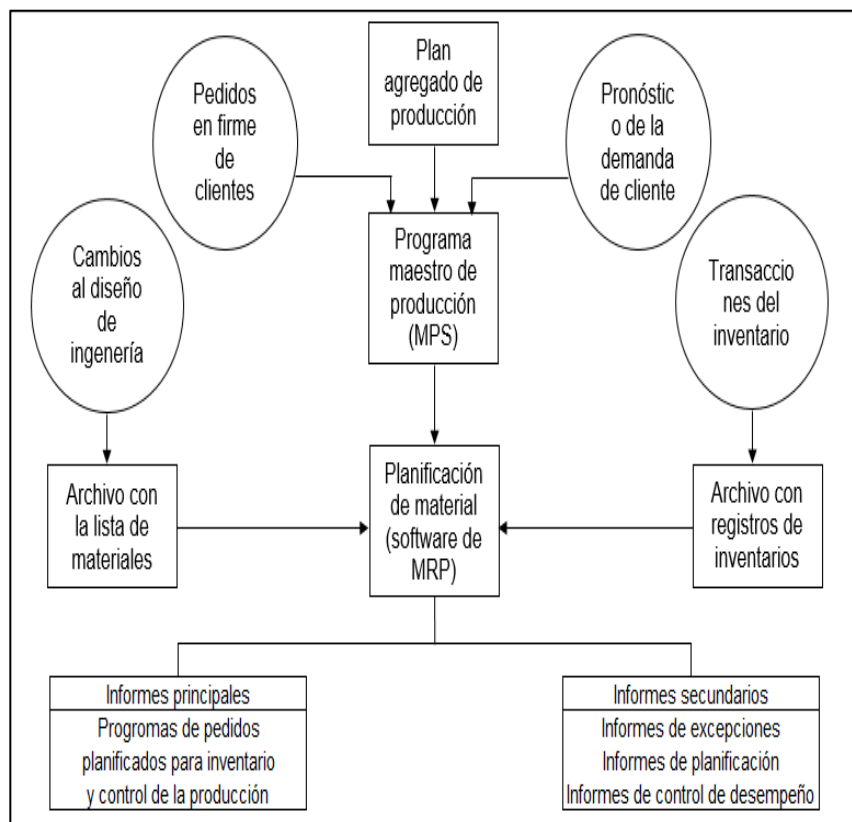 Plan
agregado de
producción
Pedidos
en firme
de
clientes
Pronóstic
o de la
demanda
de cliente
Cambios
al diseño
de
ingenería
Programa
maestro de
producción
(MPS)
Transaccio
nes del
inventario
Archivo con
la lista de
materiales
Planificación
de material
(software de
MRP)
Archivo con
registros de
inventarios
Informes principales
Programas de pedidos
planificados para inventario
y control de la producción
Informes secundarios
Informes de excepciones
Informes de planificación
Informes de control de desempeño